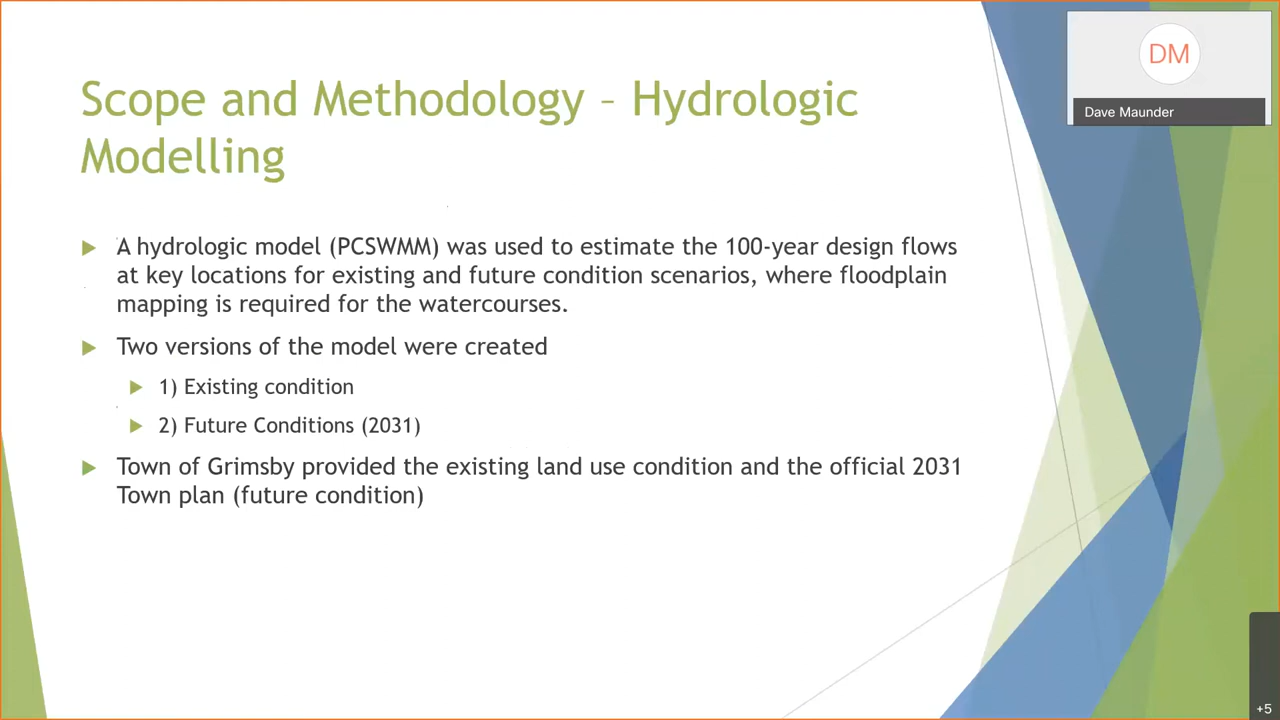 Scope and Methodology – Hydrologic
Modelling
DM
Dave Maunder
A hydrologic model (PCSWMM) was used to estimate the 100-year design flows
at key locations for existing and future condition scenarios, where floodplain
mapping is required for the watercourses.
Two versions of the model were created
1) Existing condition
2) Future Conditions (2031)
Town of Grimsby provided the existing land use condition and the official 2031
Town plan (future condition)
+5